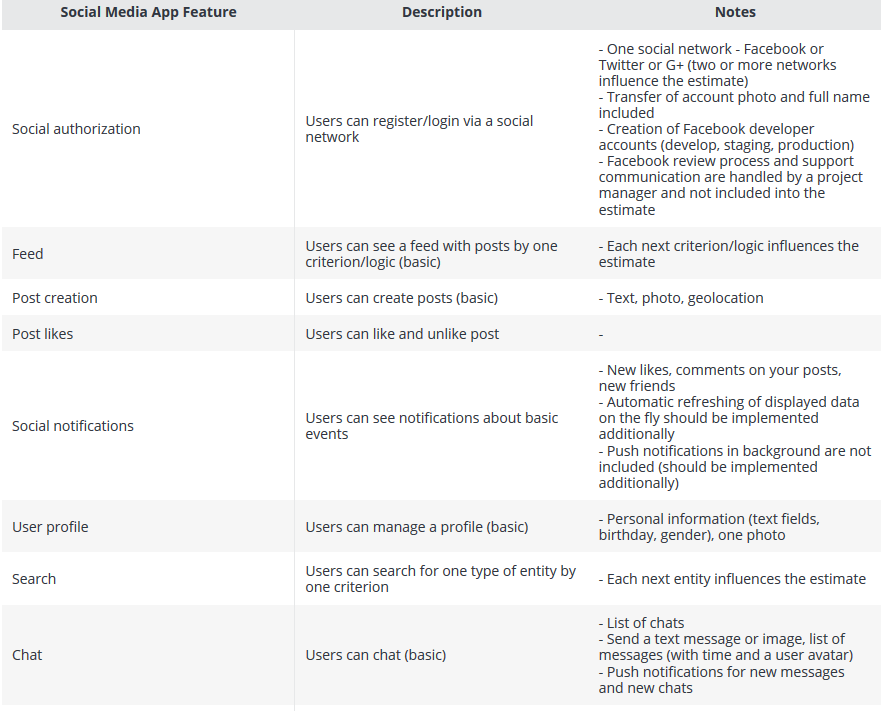 Social Media App Feature Description Notes
- One social network - Facebook or
Twitter or G+ (two or more networks
influence the estimate)
- Transfer of account photo and full name
included
Social authorization
Users can register/login via a social
network
- Creation of Facebook developer
accounts (develop, staging, production)
- Facebook review process and support
communication are handled by a project
manager and not included into the
estimate
Feed
Users can see a feed with posts by one
criterion/logic (basic)
- Each next criterion/logic influences the
estimate
Post creation
Users can create posts (basic)
- Text, photo, geolocation
Post likes
Users can like and unlike post
-
Social notifications
Users can see notifications about basic
events
- New likes, comments on your posts,
new friends
- Automatic refreshing of displayed data
on the fly should be implemented
additionally
- Push notifications in background are not
included (should be implemented
additionally)
User profile
Users can manage a profile (basic)
- Personal information (text fields,
birthday, gender), one photo
Search
Users can search for one type of entity by
one criterion
- Each next entity influences the estimate
Chat
Users can chat (basic)
- List of chats
- Send a text message or image, list of
messages (with time and a user avatar)
- Push notifications for new messages
and new chats